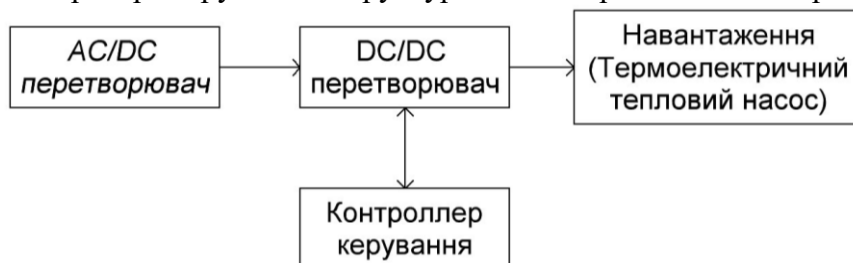 AC/DC
перетворювач
DC/DC
перетворювач
Навантаження
(Термоелектричний
тепловий насос)
Контроллер
керування